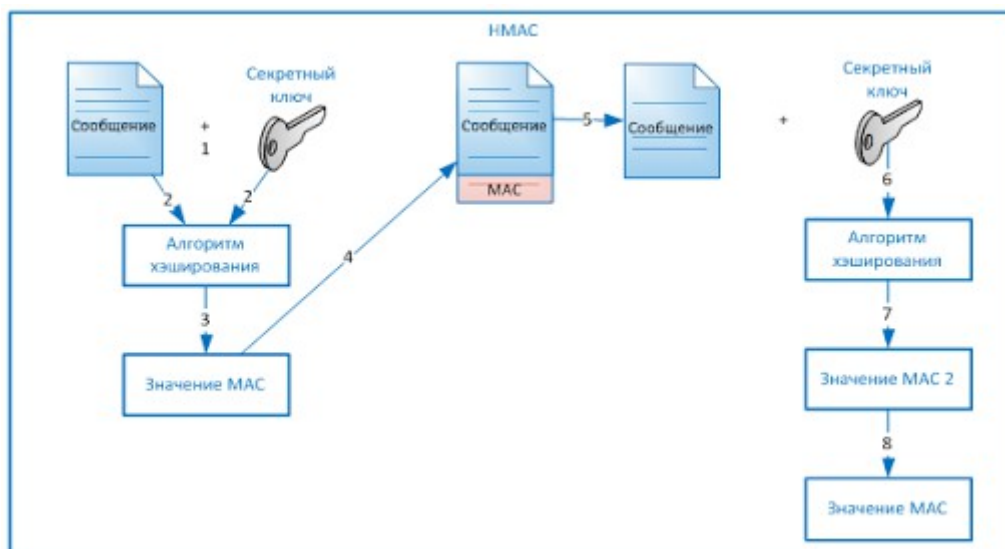 HMAC
Сообщение
+
1
Секретный
ключ
2
2
Алгоритм
хэширования
3
Значение MAC
4
Сообщение
MAC
5
Сообщение
+
Секретный
ключ
6
Алгоритм
хэширования
7
Значение MAC 2
8
Значение MAC